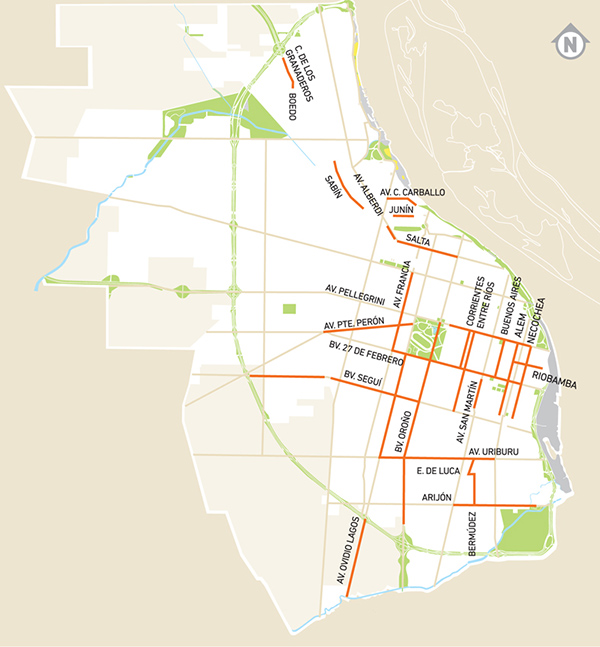 N
C. DE LOS
GRANADEROS
BOEDO
SABÍN
AV. ALBERDI
AV. C. CARBALLO
JUNÍN
SALTA
AV. FRANCIA
AV. PELLEGRINI
CORRIENTES
ENTRE RÍOS
BUENOS AIRES
ALEM
NECOCHEA
AV. PTE. PERÓN
BV. 27 DE FEBRERO
RIOBAMBA
BV. SEGUÍ
AV. SAN MARTÍN
BV. OROÑO
AV. URIBURU
E. DE LUCA
ARIJÓN
BERMÚDEZ
AV. OVIDIO LAGOS